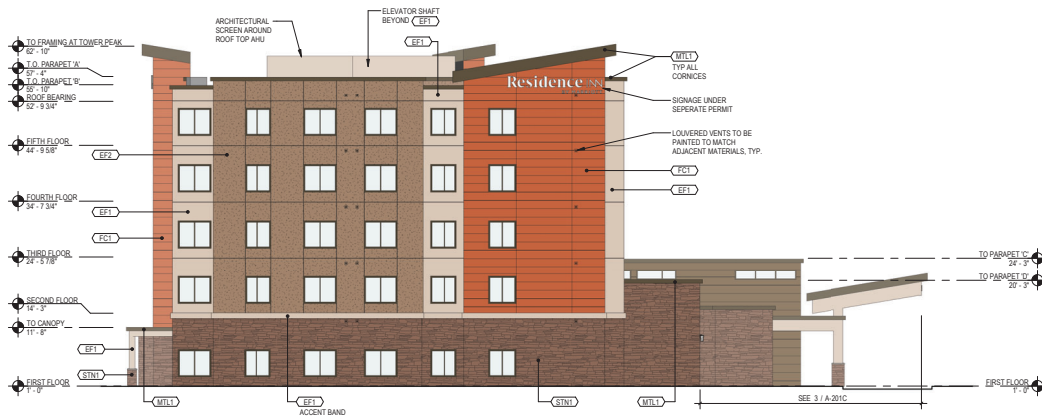 ARCHITECTURAL
SCREEN AROUND
ROOF TOP AHU
ELEVATOR SHAFT
BEYOND
EF1
EF1
TO FRAMING AT TOWER PEAK
62' - 10"
T.O. PARAPET 'A'
57' - 4"
T.O. PARAPET 'B'
55' - 10"
ROOF BEARING
52' - 9 3/4"
FIFTH FLOOR
44' - 9 5/8"
FOURTH FLOOR
34' - 7 3/4"
THIRD FLOOR
24' - 5 7/8"
SECOND FLOOR
14' - 3"
TO CANOPY
11' - 8"
FIRST FLOOR
1' - 0"
EF2
EF1
FC1
EF1
STN1
Residence INN
MTL1
TYP ALL
CORNICES
SIGNAGE UNDER
SEPERATE PERMIT
LOUVERED VENTS TO BE
PAINTED TO MATCH
ADJACENT MATERIALS, TYP.
FC1
EF1
TO PARAPET 'C'
24' - 3"
TO PARAPET 'D'
20' - 3"
FIRST FLOOR
1' - 0"
MTL1
EF1
ACCENT BAND
STN1
MTL1
SEE 3 / A-201C